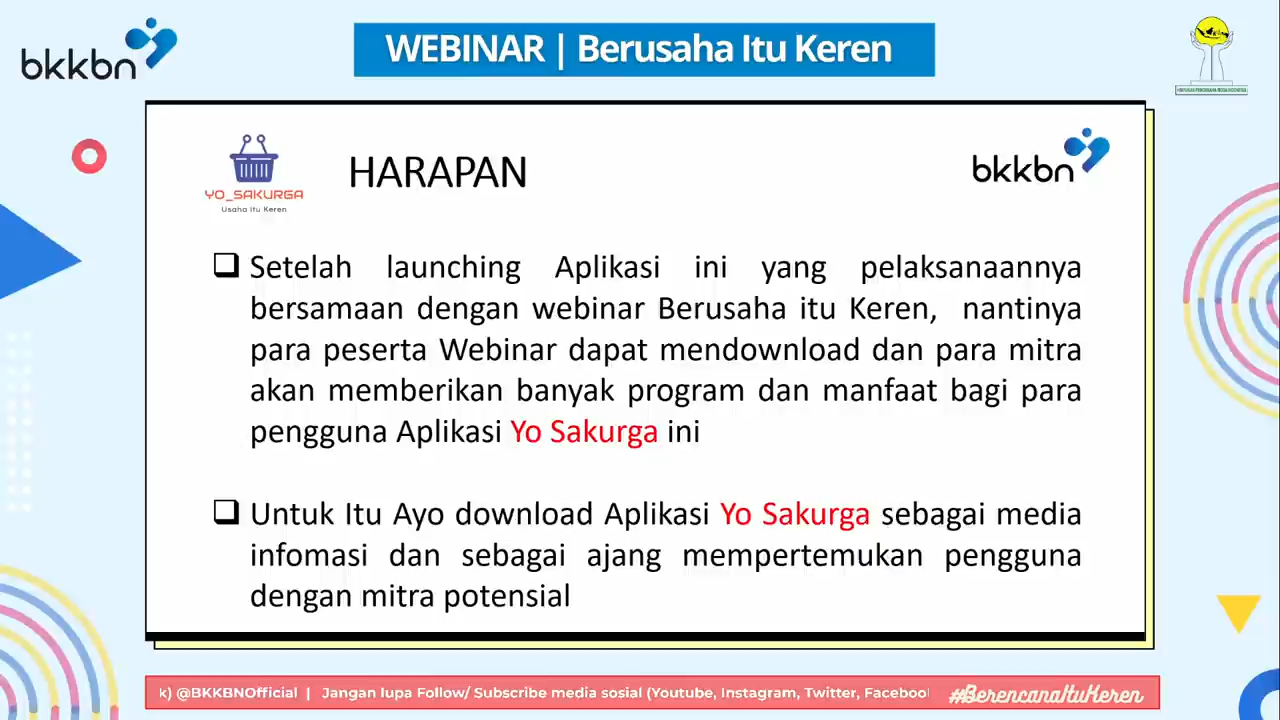 bkkbn
WEBINAR | Berusaha Itu Keren
YO_SAKURGA
Usaha Itu Keren
HARAPAN
bkkbn
Setelah launching Aplikasi ini yang pelaksanaannya
bersamaan dengan webinar Berusaha itu Keren, nantinya
para peserta Webinar dapat mendownload dan para mitra
akan memberikan banyak program dan manfaat bagi para
pengguna Aplikasi Yo Sakurga ini
Untuk Itu Ayo download Aplikasi Yo Sakurga sebagai media
infomasi dan sebagai ajang mempertemukan pengguna
dengan mitra potensial
k) @BKKBNOfficial | Jangan lupa Follow/ Subscribe media sosial (Youtube, Instagram, Twitter, Facebook
#BerencanaItuKeren